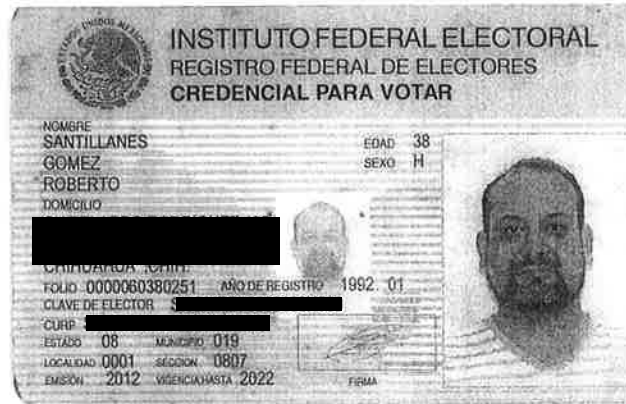 INSTITUTO FEDERAL ELECTORAL
REGISTRO FEDERAL DE ELECTORES
CREDENCIAL PARA VOTAR
NOMBRE
SANTILLANES
GOMEZ
ROBERTO
EDAD 38
SEXO H
DOMICILIO
CHIHUAHUA ,CHIH.
FOLIO 0000060380251 AÑO DE REGISTRO 1992 01
CLAVE DE ELECTOR S
CURP
ESTADO 08 MUNICIPIO 019
LOCALIDAD 0001 SECCION 0807
EMISIÓN 2012 VIGENCIA HASTA 2022
FIRMA